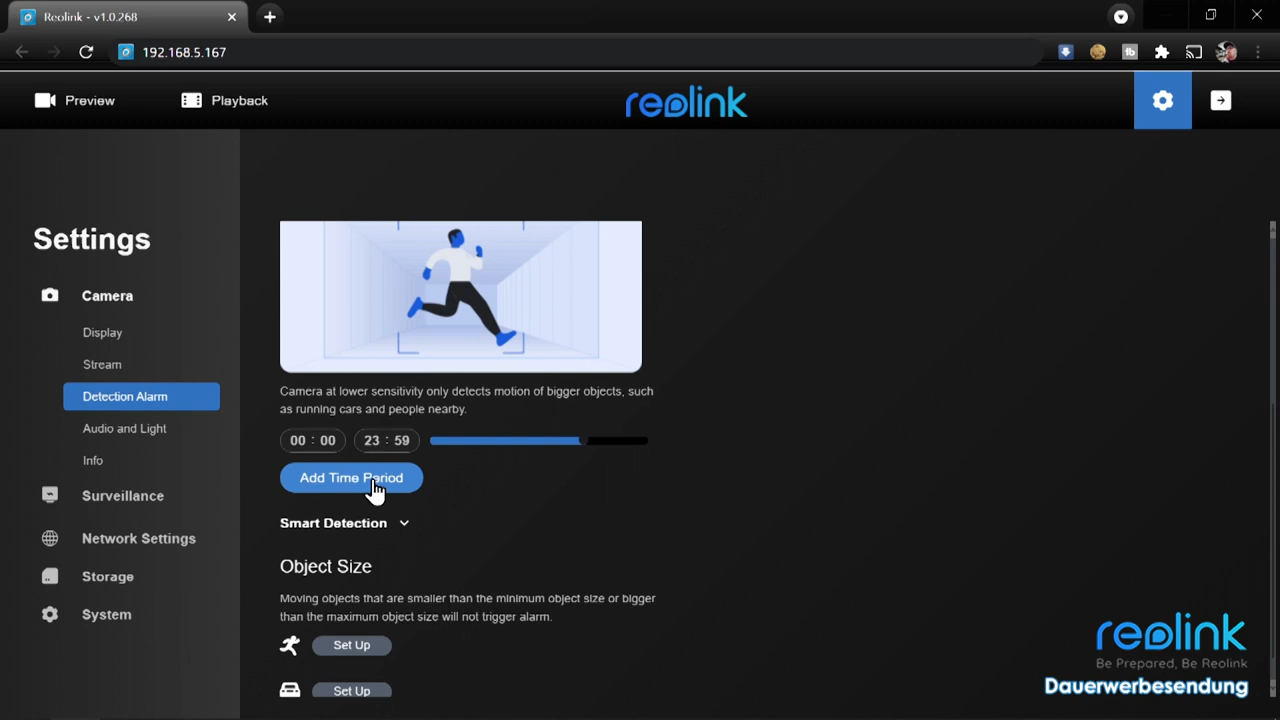 Reolink - v1.0.268
192.168.5.167
Preview
Playback
reolink
Settings
Camera
Display
Stream
Detection Alarm
Audio and Light
Info
Surveillance
Network Settings
Storage
System
Camera at lower sensitivity only detects motion of bigger objects, such
as running cars and people nearby.
00 : 00
23 : 59
Add Time Period
Smart Detection
Object Size
Moving objects that are smaller than the minimum object size or bigger
than the maximum object size will not trigger alarm.
Set Up
Set Up
reolink
Be Prepared, Be Reolink
Dauerwerbesendung